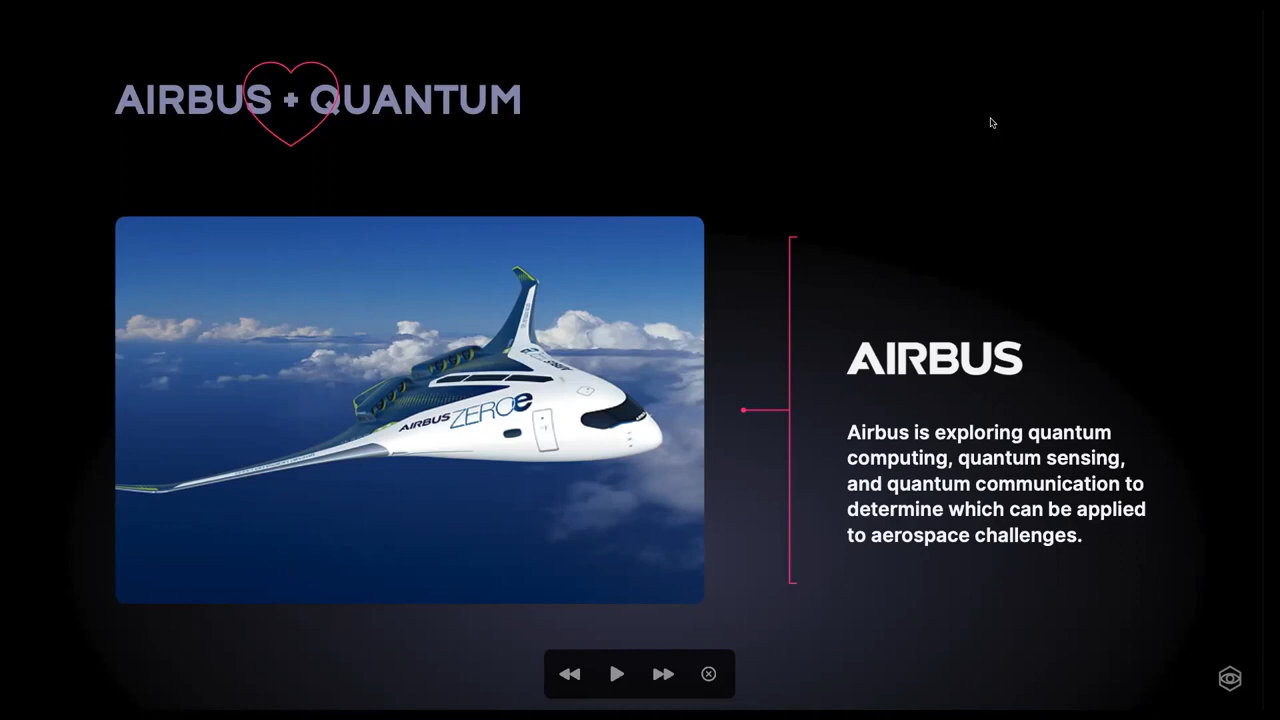 AIRBUS + QUANTUM
AIRBUS ZEROe
AIRBUS
Airbus is exploring quantum
computing, quantum sensing,
and quantum communication to
determine which can be applied
to aerospace challenges.